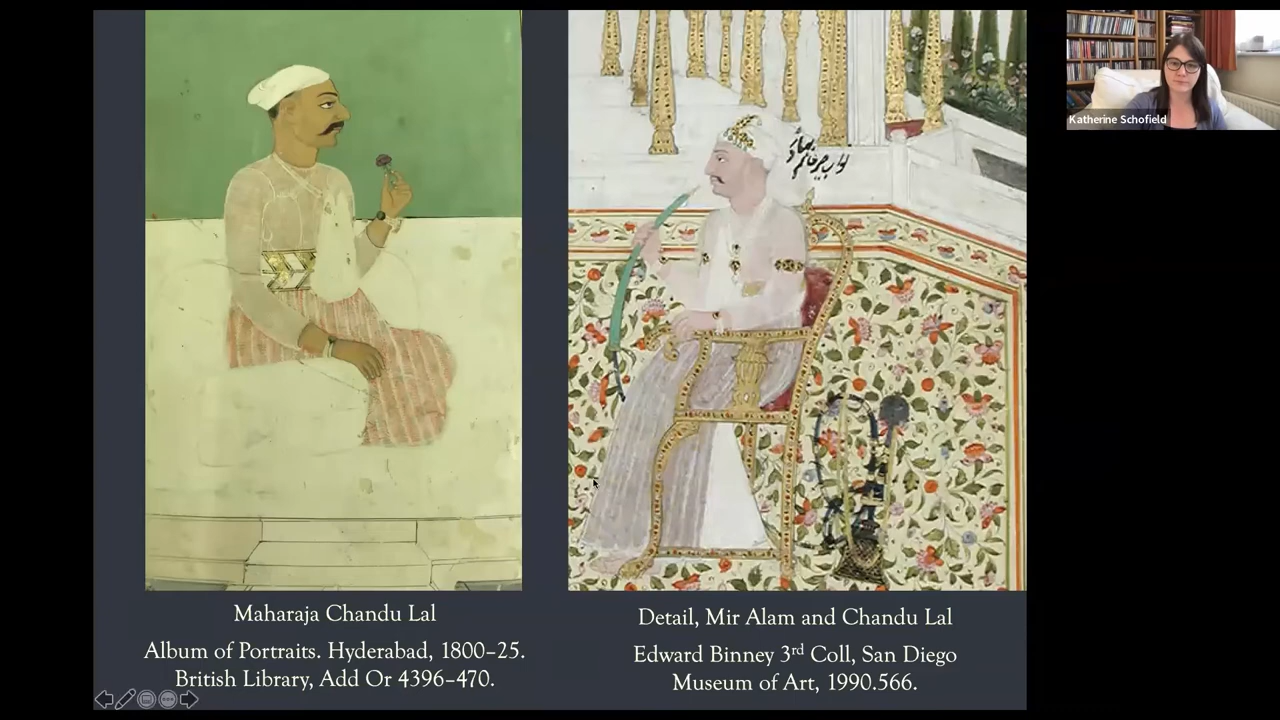 Katherine Schofield
Maharaja Chandu Lal
Album of Portraits. Hyderabad, 1800–25.
British Library, Add Or 4396–470.
Detail, Mir Alam and Chandu Lal
Edward Binney 3rd Coll, San Diego
Museum of Art, 1990.566.